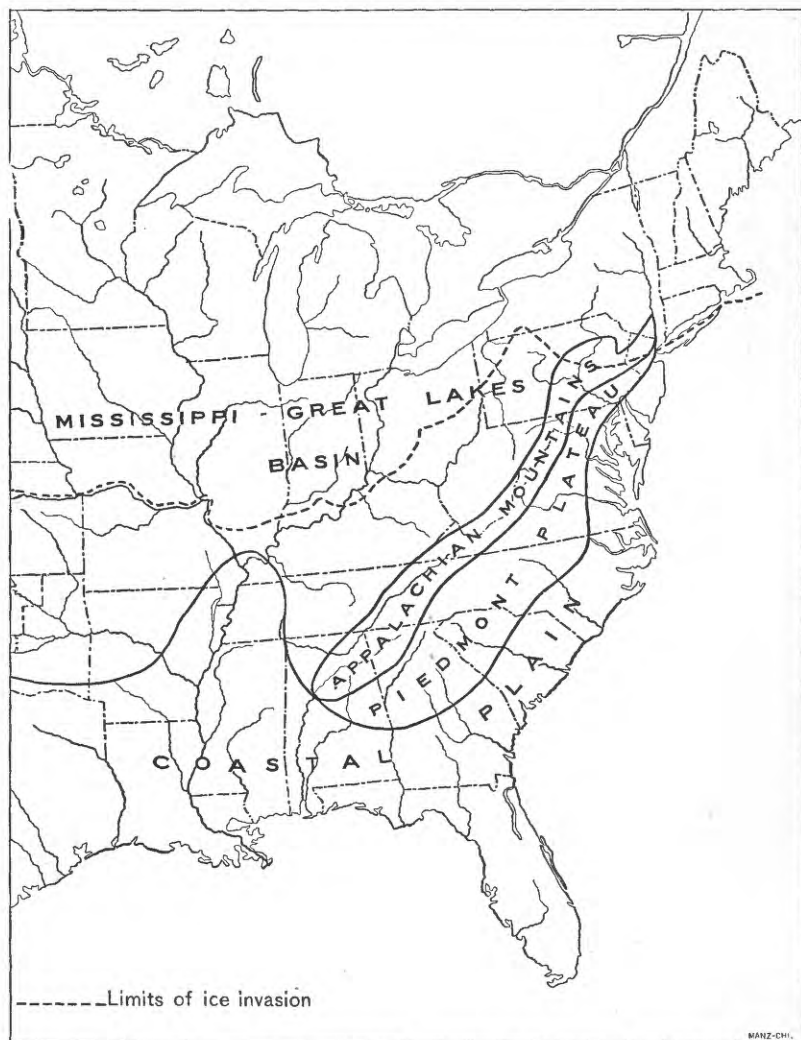 MISSISSIPPI - GREAT LAKES
BASIN
APPALACHIAN MOUNTAINS
PIEDMONT PLATEAU
COASTAL PLAIN
------Limits of ice invasion
MANZ-CHI.